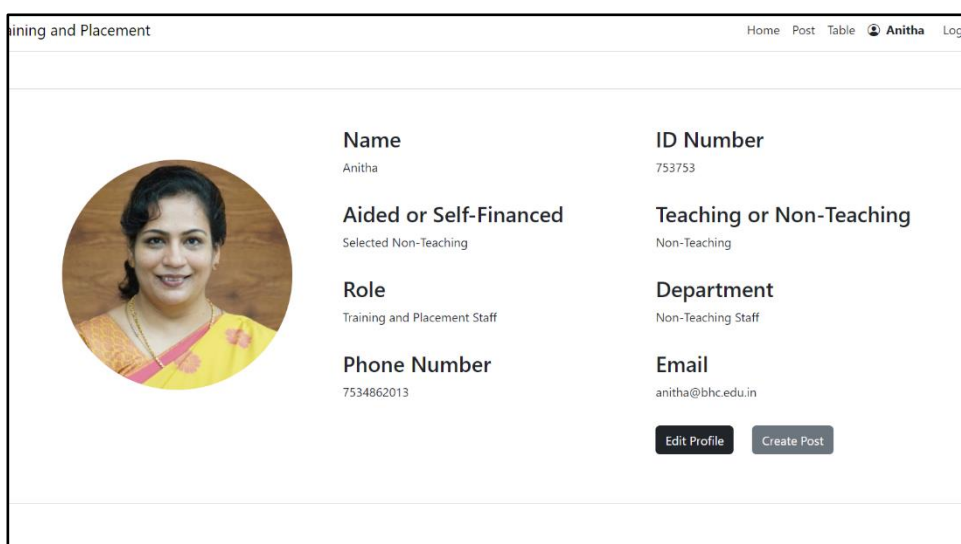 ining and Placement
Home Post Table Anitha Log
Name
Anitha
ID Number
753753
Aided or Self-Financed
Selected Non-Teaching
Teaching or Non-Teaching
Non-Teaching
Role
Training and Placement Staff
Department
Non-Teaching Staff
Phone Number
7534862013
Email
anitha@bhc.edu.in
Edit Profile
Create Post